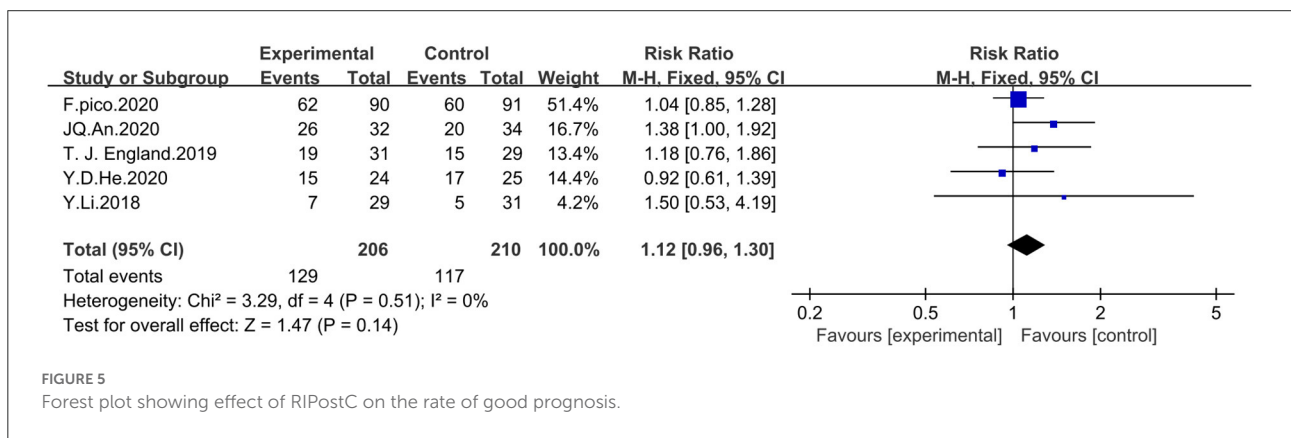 Experimental Control Risk Ratio Risk Ratio
Study or Subgroup Events Total Events Total Weight M-H, Fixed, 95% CI M-H, Fixed, 95% CI
F.pico.2020 62 90 60 91 51.4% 1.04 [0.85, 1.28]
JQ.An.2020 26 32 20 34 16.7% 1.38 [1.00, 1.92]
T. J. England.2019 19 31 15 29 13.4% 1.18 [0.76, 1.86]
Y.D.He.2020 15 24 17 25 14.4% 0.92 [0.61, 1.39]
Y.Li.2018 7 29 5 31 4.2% 1.50 [0.53, 4.19]
Total (95% CI) 206 210 100.0% 1.12 [0.96, 1.30]
Total events 129 117
Heterogeneity: Chi² = 3.29, df = 4 (P = 0.51); I² = 0%
Test for overall effect: Z = 1.47 (P = 0.14)
0.2 0.5 1 2 5
Favours [experimental] Favours [control]
FIGURE 5
Forest plot showing effect of RIPostC on the rate of good prognosis.